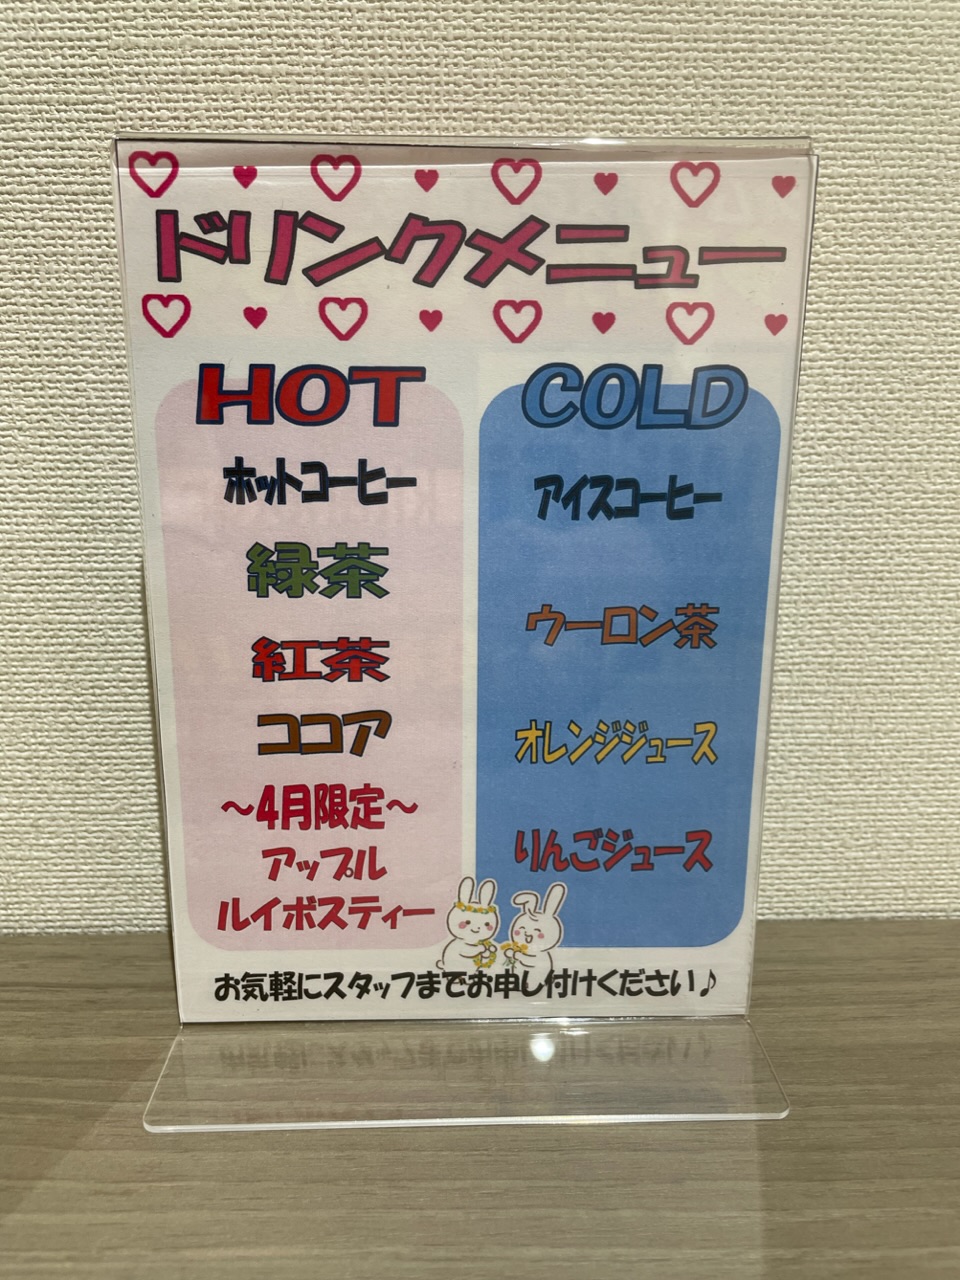 ドリンクメニュー
HOT
ホットコーヒー
緑茶
紅茶
ココア
～4月限定～
アップル
ルイボスティー
COLD
アイスコーヒー
ウーロン茶
オレンジジュース
りんごジュース
お気軽にスタッフまでお申し付けください♪